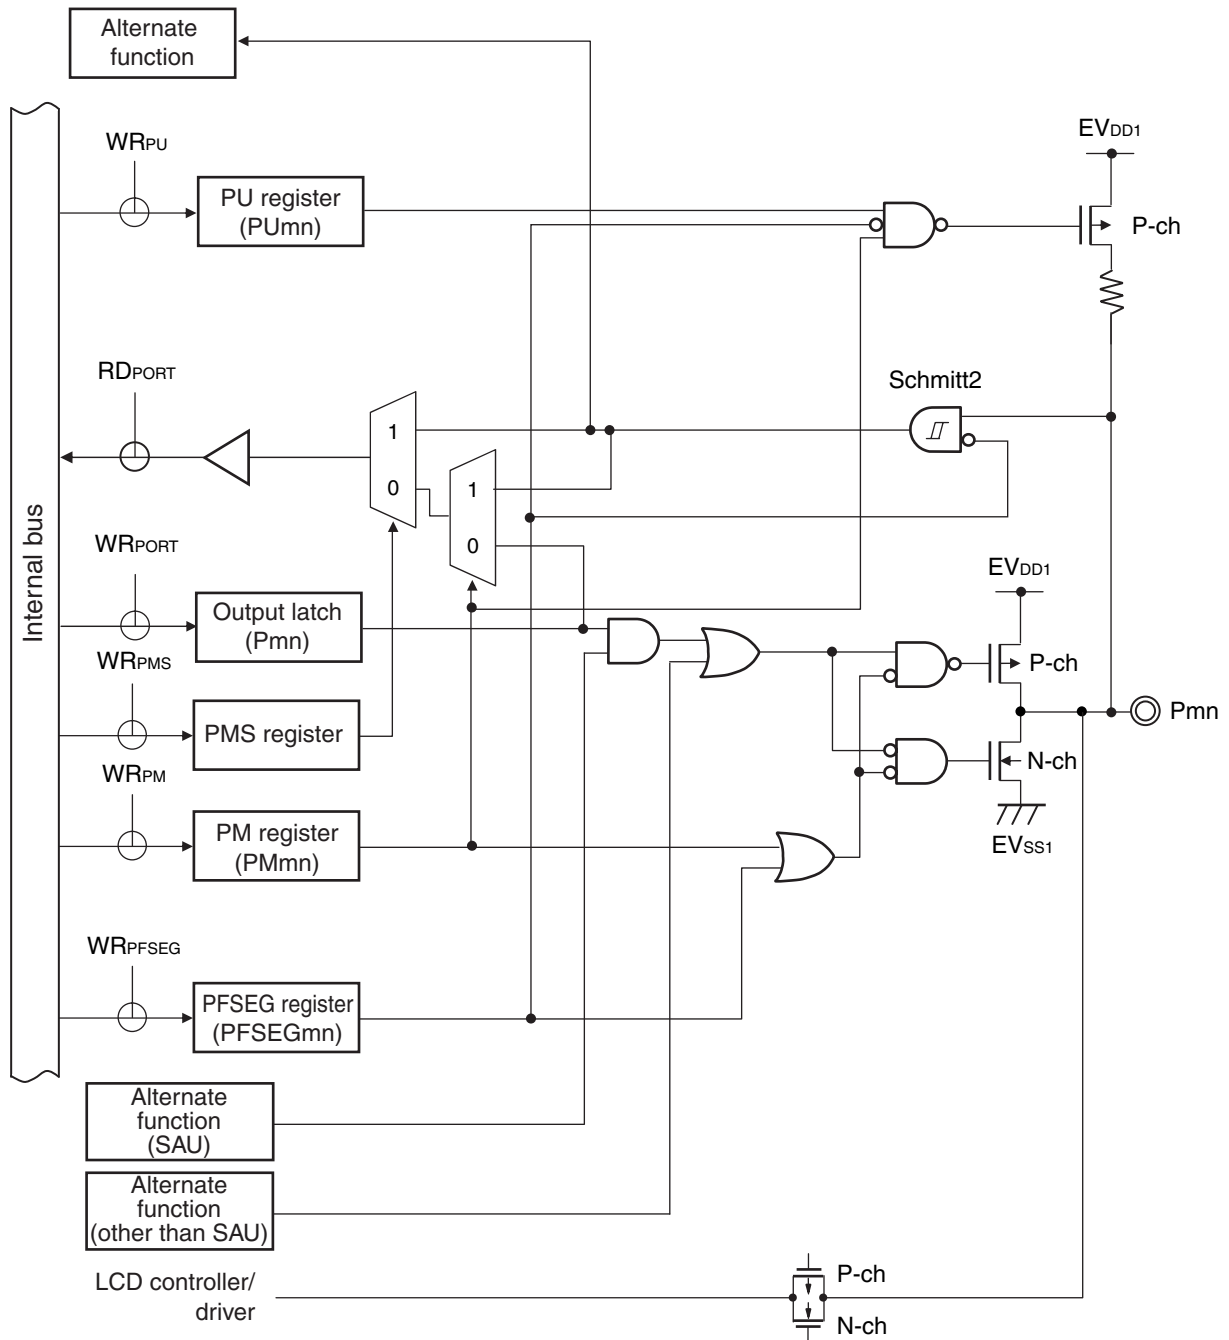 Alternate
function
WRPU
EVDD1
PU register
(PUmn)
P-ch
RDPORT
Schmitt2
1
0
1
0
Internal bus
WRPORT
EVDD1
Output latch
(Pmn)
WRPMS
P-ch
PMS register
Pmn
WRPM
N-ch
PM register
(PMmn)
EVSS1
WRPFSEG
PFSEG register
(PFSEGmn)
Alternate
function
(SAU)
Alternate
function
(other than SAU)
LCD controller/
driver
P-ch
N-ch